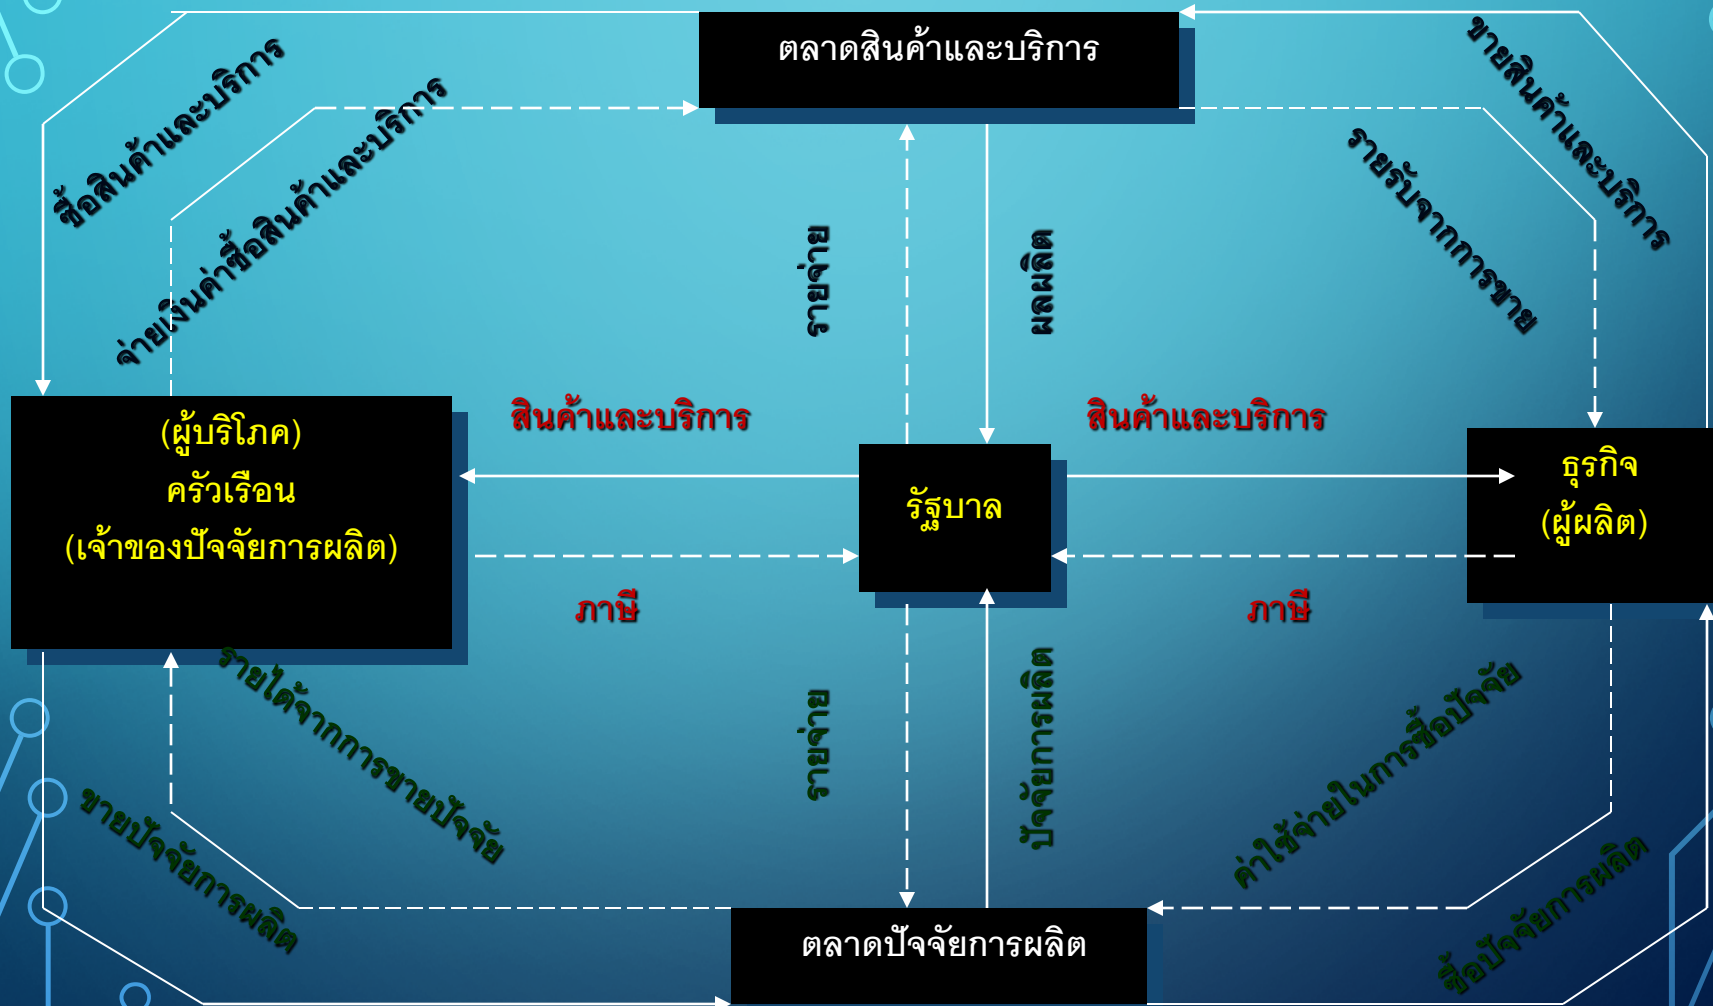 ตลาดสินค้าและบริการ
ซื้อสินค้าและบริการ
จ่ายเงินค่าซื้อสินค้าและบริการ
ขายสินค้าและบริการ
รายรับจากการขาย
รายจ่าย
ผลผลิต
สินค้าและบริการ
สินค้าและบริการ
(ผู้บริโภค)
ครัวเรือน
(เจ้าของปัจจัยการผลิต)
รัฐบาล
ธุรกิจ
(ผู้ผลิต)
ภาษี
ภาษี
รายได้จากการขายปัจจัย
ขายปัจจัยการผลิต
รายจ่าย
ปัจจัยการผลิต
ค่าใช้จ่ายในการซื้อปัจจัย
ซื้อปัจจัยการผลิต
ตลาดปัจจัยการผลิต